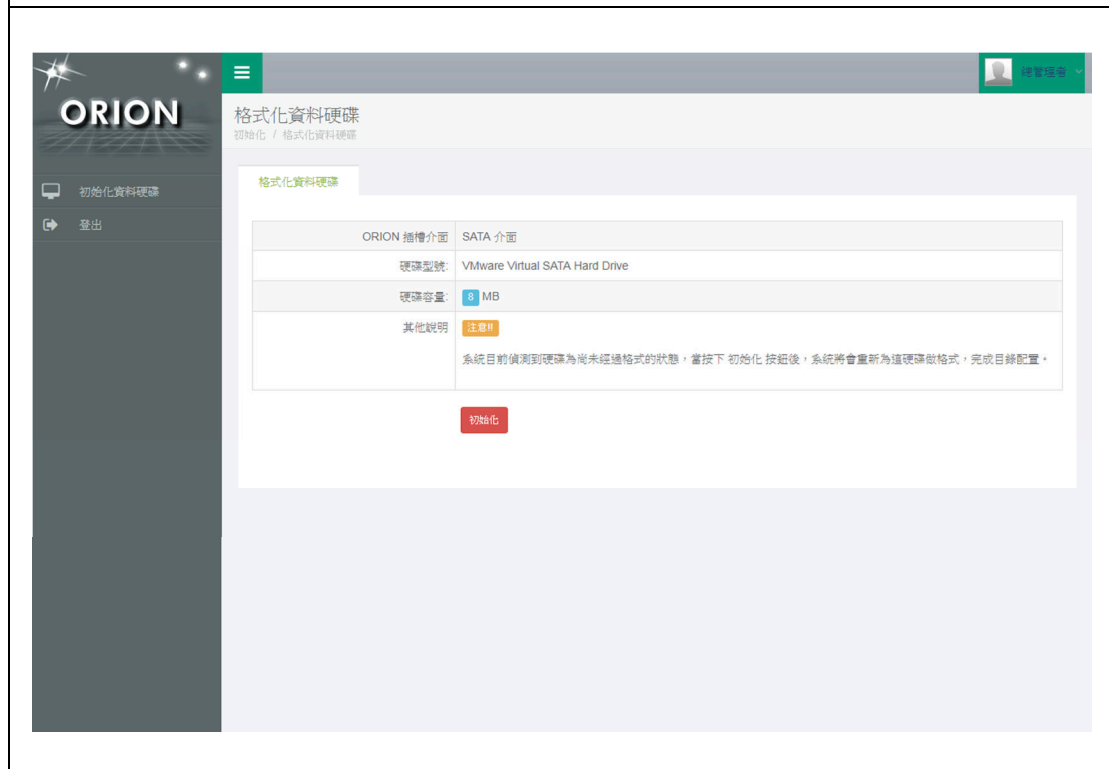 ORION
總管理者
格式化資料硬碟
初始化 / 格式化資料硬碟
初始化資料硬碟
登出
格式化資料硬碟
ORION 插槽介面 SATA 介面
硬碟型號: VMware Virtual SATA Hard Drive
硬碟容量: 8 MB
其他說明 注意!!
系統目前偵測到硬碟為尚未經過格式的狀態,當按下 初始化 按鈕後,系統將會重新為這硬碟做格式,完成目錄配置。
初始化